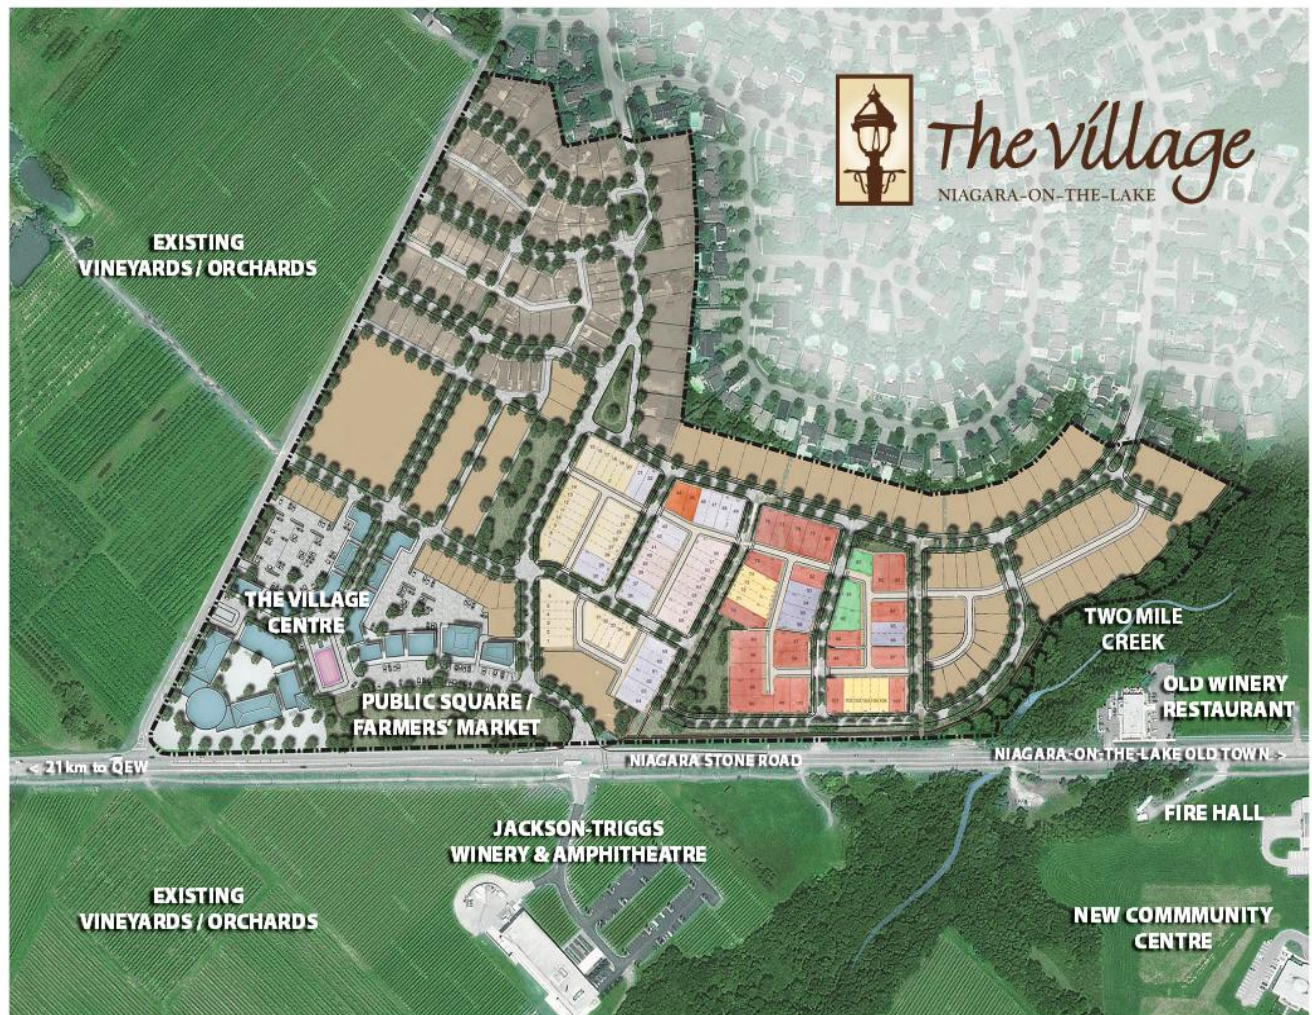 The Village
NIAGARA-ON-THE-LAKE
EXISTING
VINEYARDS / ORCHARDS
THE VILLAGE
CENTRE
TWO MILE
CREEK
PUBLIC SQUARE /
FARMERS' MARKET
OLD WINERY
RESTAURANT
< 21km to QEW
NIAGARA STONE ROAD
NIAGARA-ON-THE-LAKE OLD TOWN >
JACKSON-TRIGGS
WINERY & AMPHITHEATRE
FIRE HALL
EXISTING
VINEYARDS / ORCHARDS
NEW COMMMUNITY
CENTRE